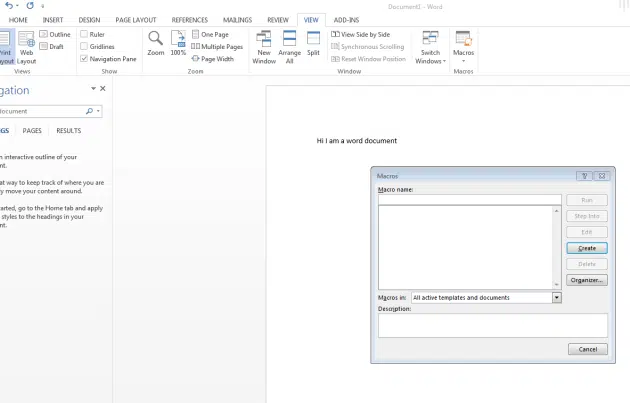 Document2 - Word
HOME INSERT DESIGN PAGE LAYOUT REFERENCES MAILINGS REVIEW VIEW ADD-INS
Print Layout
Web Layout
Outline
Draft
Views
Ruler
Gridlines
Navigation Pane
Show
Zoom
100%
One Page
Multiple Pages
Page Width
Zoom
New Window
Arrange All
Split
View Side by Side
Synchronous Scrolling
Reset Window Position
Window
Switch Windows
Macros
Macros
gation
document
GS PAGES RESULTS
n interactive outline of your
nt.
at way to keep track of where you are
y move your content around.
arted, go to the Home tab and apply
styles to the headings in your
nt.
Hi I am a word document
Macros
Macro name:
Run
Step Into
Edit
Create
Delete
Organizer...
Macros in: All active templates and documents
Description:
Cancel